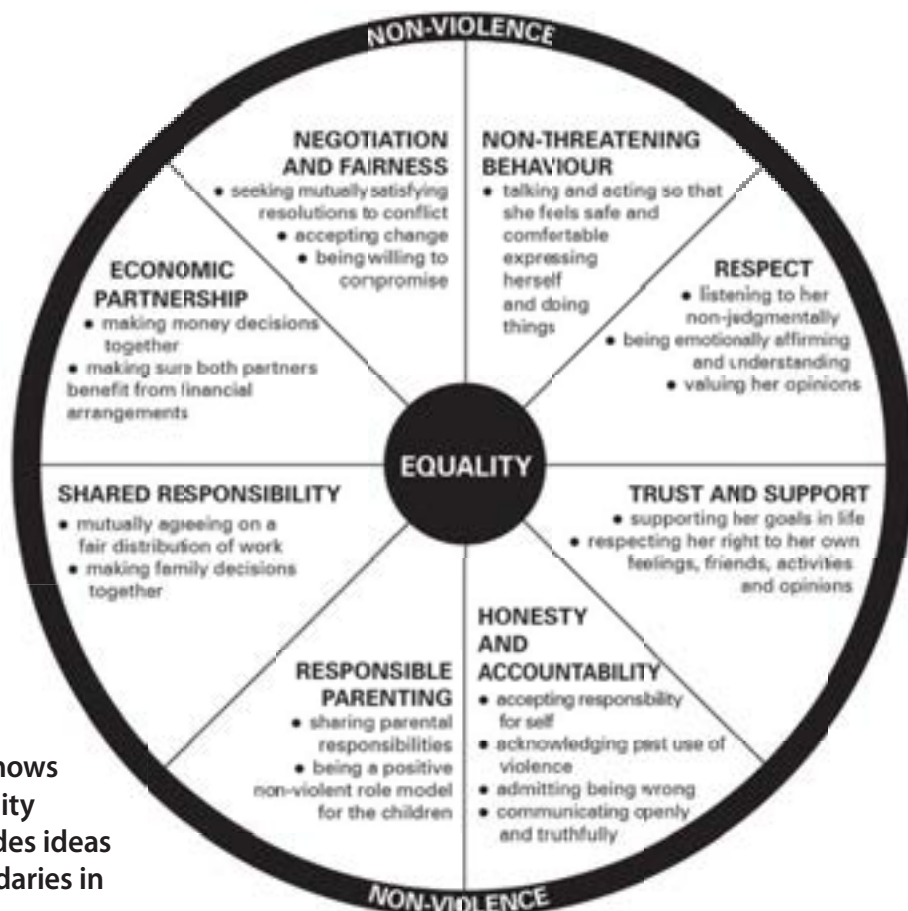 NON-VIOLENCE
NEGOTIATION
AND FAIRNESS
• seeking mutually satisfying
resolutions to conflict
• accepting change
• being willing to
compromise
NON-THREATENING
BEHAVIOUR
• talking and acting so that
she feels safe and
comfortable
expressing
herself
and doing
things
RESPECT
• listening to her
non-judgmentally
• being emotionally affirming
and understanding
• valuing her opinions
TRUST AND SUPPORT
• supporting her goals in life
• respecting her right to her own
feelings, friends, activities
and opinions
HONESTY
AND
ACCOUNTABILITY
• accepting responsibility
for self
• acknowledging past use of
violence
• admitting being wrong
• communicating openly
and truthfully
RESPONSIBLE
PARENTING
• sharing parental
responsibilities
• being a positive
non-violent role model
for the children
SHARED RESPONSIBILITY
• mutually agreeing on a
fair distribution of work
• making family decisions
together
ECONOMIC
PARTNERSHIP
• making money decisions
together
• making sure both partners
benefit from financial
arrangements
EQUALITY
NON-VIOLENCE
hows
ity
des ideas
daries in